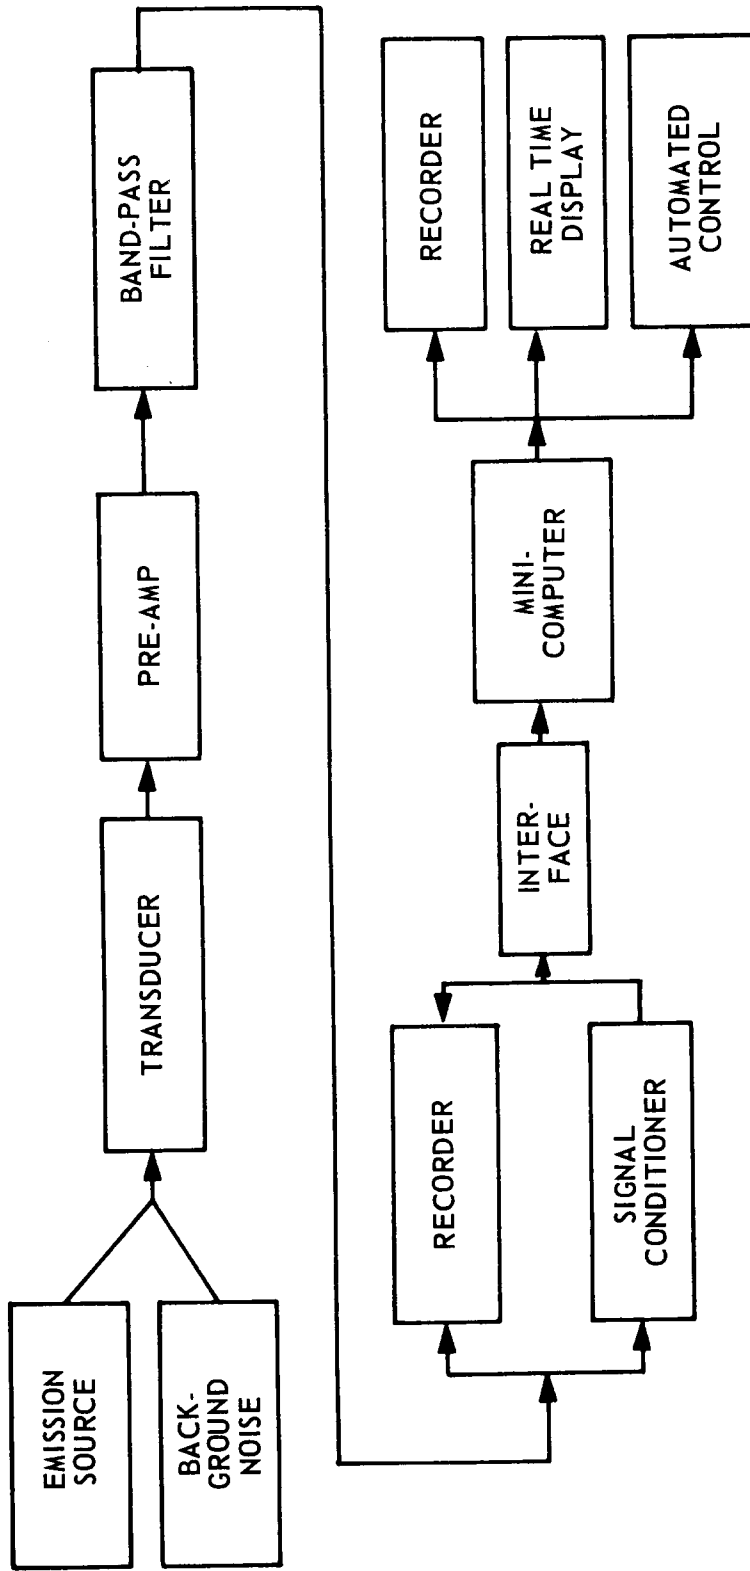 EMISSION
SOURCE
BACK-
GROUND
NOISE
TRANSDUCER
PRE-AMP
BAND-PASS
FILTER
RECORDER
SIGNAL
CONDITIONER
INTER-
FACE
MINI-
COMPUTER
RECORDER
REAL TIME
DISPLAY
AUTOMATED
CONTROL